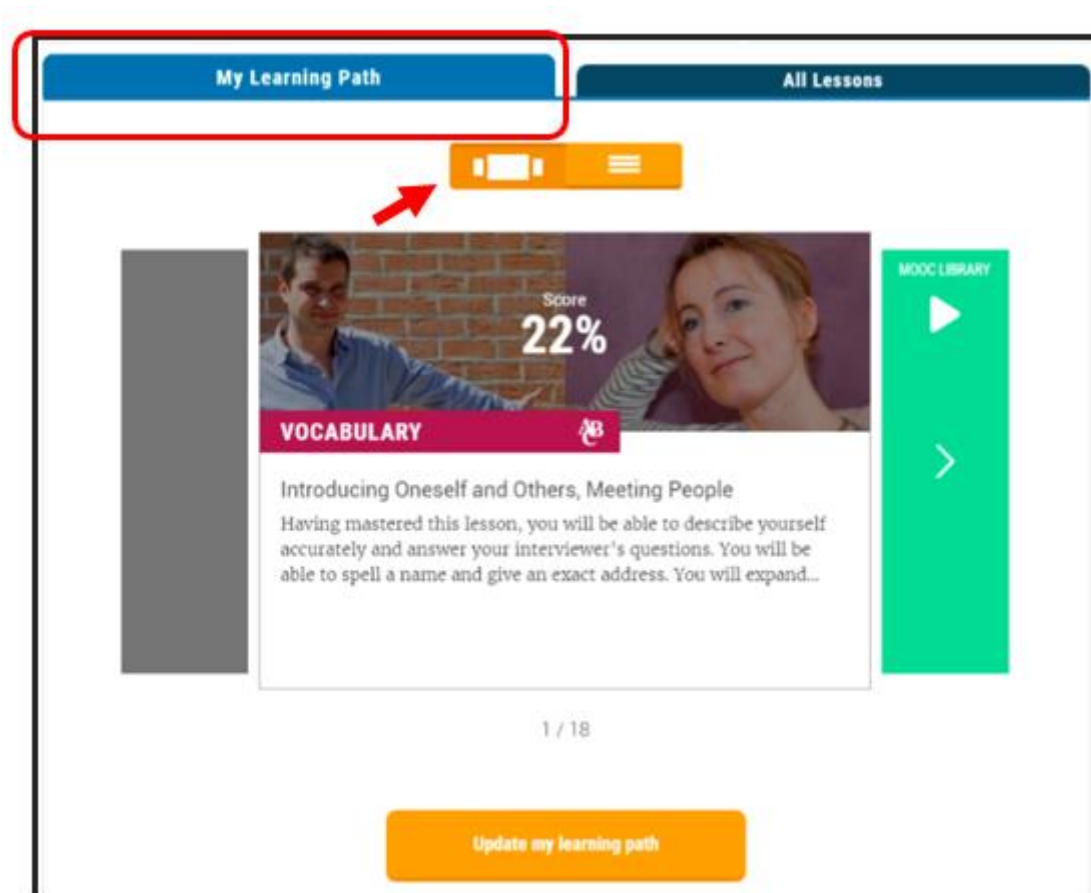 My Learning Path
All Lessons
Score
22%
MOOC LIBRARY
VOCABULARY
ABC
Introducing Oneself and Others, Meeting People
Having mastered this lesson, you will be able to describe yourself
accurately and answer your interviewer's questions. You will be
able to spell a name and give an exact address. You will expand...
1 / 18
Update my learning path